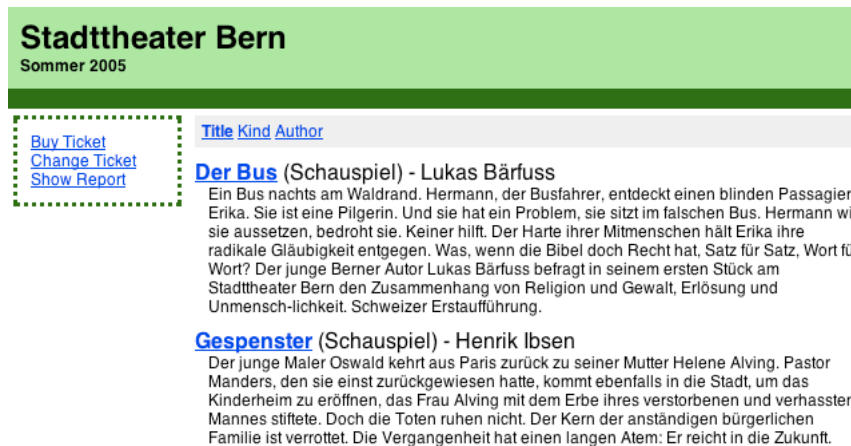 Stadttheater Bern
Sommer 2005
Buy Ticket
Change Ticket
Show Report
Title Kind Author
Der Bus (Schauspiel) - Lukas Bärfuss
Ein Bus nachts am Waldrand. Hermann, der Busfahrer, entdeckt einen blinden Passagier
Erika. Sie ist eine Pilgerin. Und sie hat ein Problem, sie sitzt im falschen Bus. Hermann wi
sie aussetzen, bedroht sie. Keiner hilft. Der Harte ihrer Mitmenschen hält Erika ihre
radikale Gläubigkeit entgegen. Was, wenn die Bibel doch Recht hat, Satz für Satz, Wort fü
Wort? Der junge Berner Autor Lukas Bärfuss befragt in seinem ersten Stück am
Stadttheater Bern den Zusammenhang von Religion und Gewalt, Erlösung und
Unmensch-lichkeit. Schweizer Erstaufführung.
Gespenster (Schauspiel) - Henrik Ibsen
Der junge Maler Oswald kehrt aus Paris zurück zu seiner Mutter Helene Alving. Pastor
Manders, den sie einst zurückgewiesen hatte, kommt ebenfalls in die Stadt, um das
Kinderheim zu eröffnen, das Frau Alving mit dem Erbe ihres verstorbenen und verhasster
Mannes stiftete. Doch die Toten ruhen nicht. Der Kern der anständigen bürgerlichen
Familie ist verrottet. Die Vergangenheit hat einen langen Atem: Er reicht in die Zukunft.